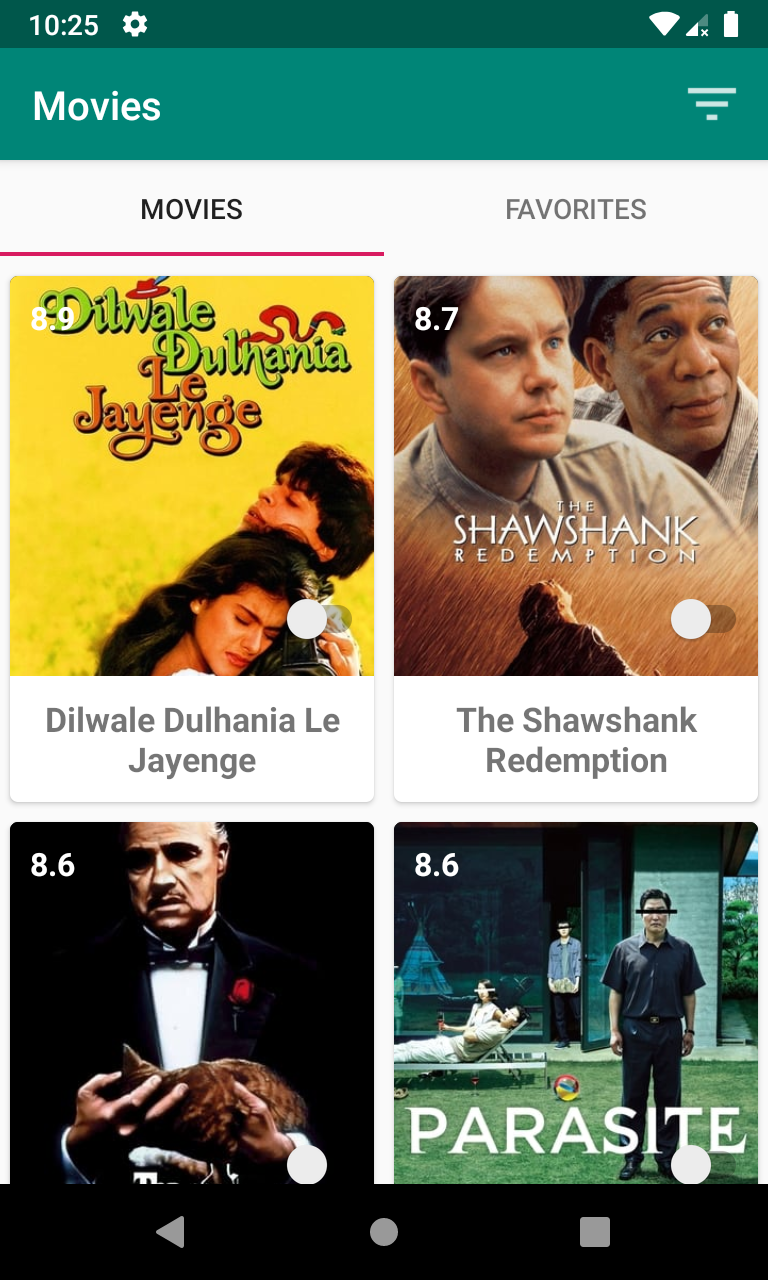 10:25
Movies
MOVIES
FAVORITES
8.9
Dilwale
Dulhania
Le
Jayenge
8.7
THE
SHAWSHANK
REDEMPTION
Dilwale Dulhania Le
Jayenge
The Shawshank
Redemption
8.6
8.6
PARASITE